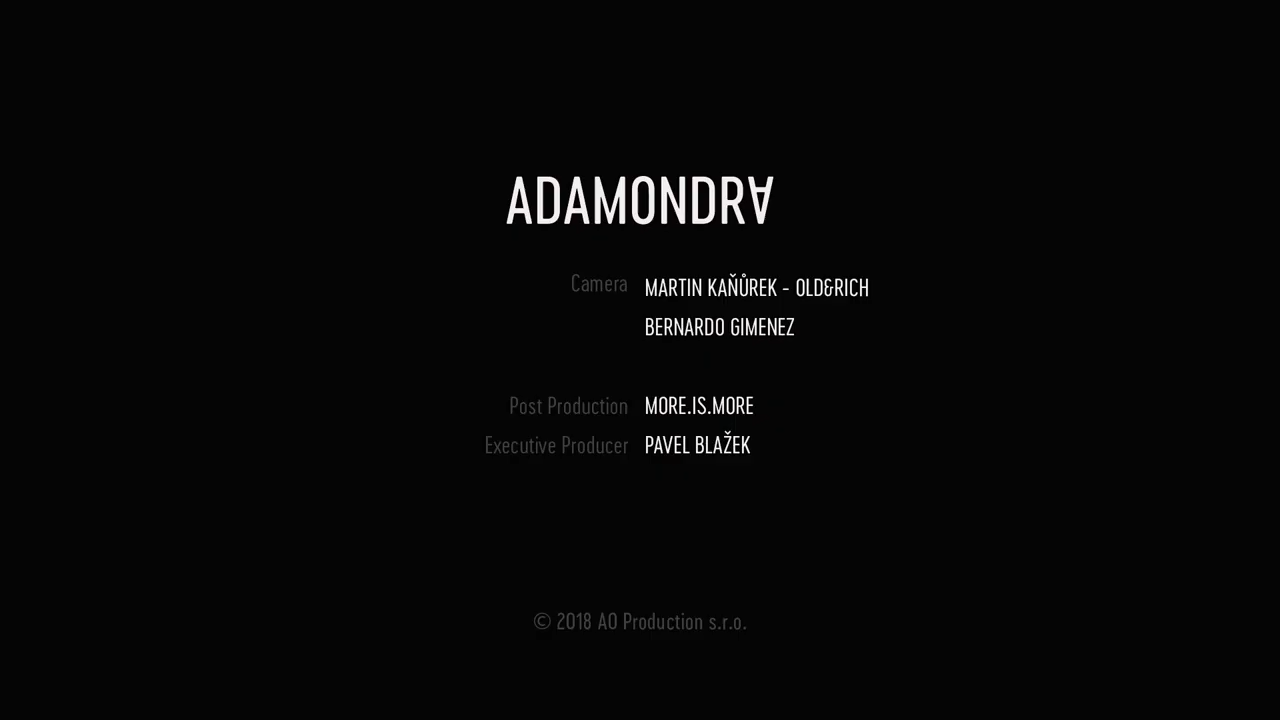 ADAMONDR∀
Camera MARTIN KAŇŮREK - OLD&RICH
BERNARDO GIMENEZ
Post Production MORE.IS.MORE
Executive Producer PAVEL BLAŽEK
© 2018 AO Production s.r.o.